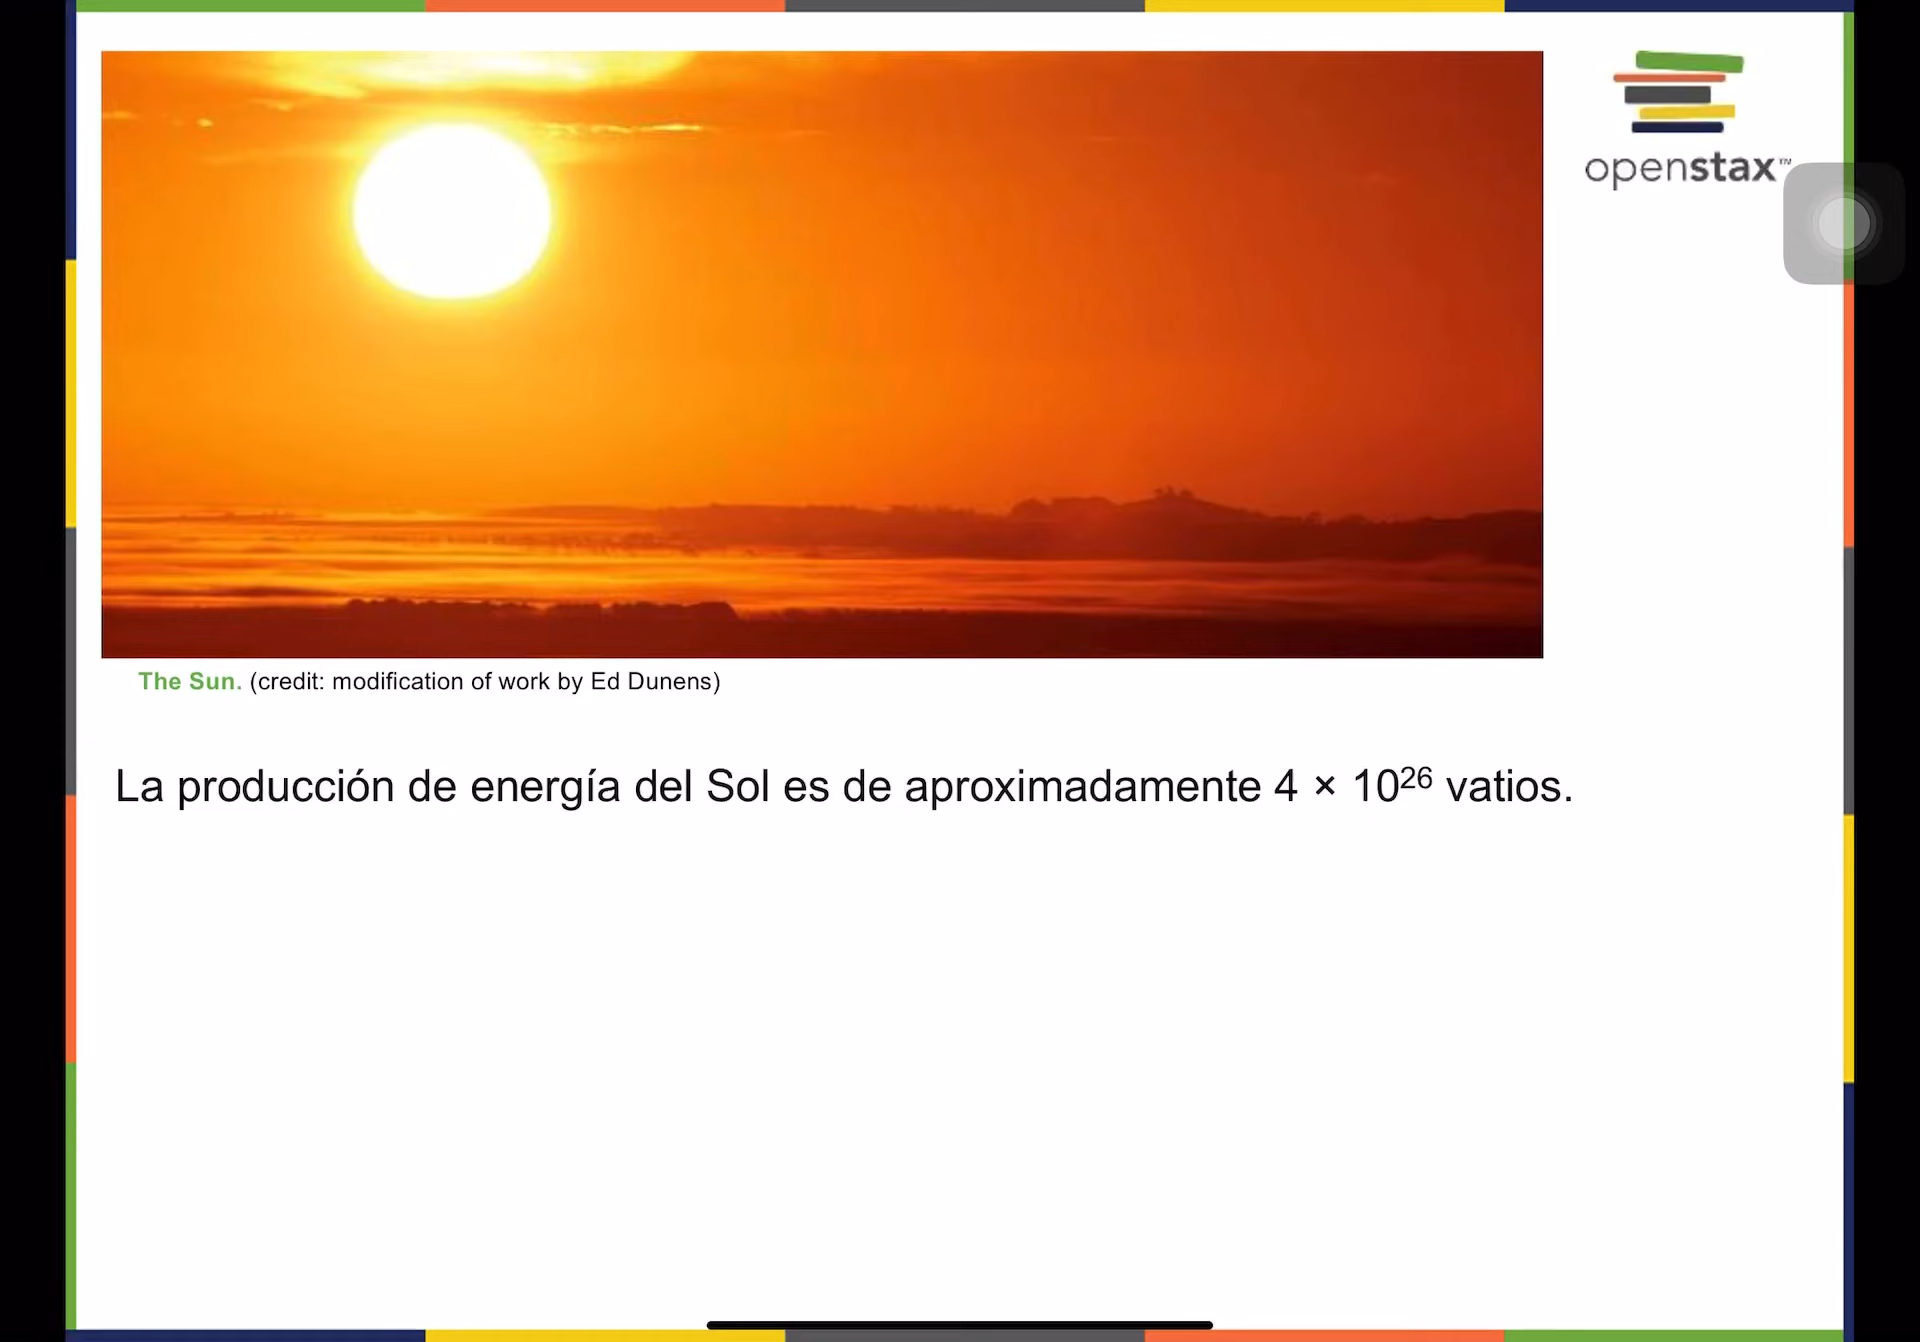 openstax™
The Sun. (credit: modification of work by Ed Dunens)
La producción de energía del Sol es de aproximadamente 4 × 10²⁶ vatios.